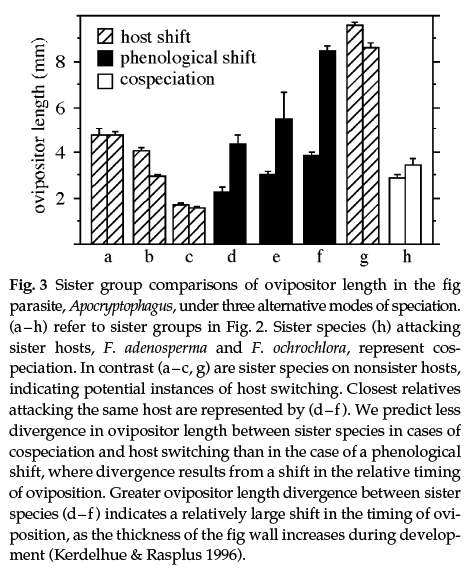 host shift
phenological shift
cospeciation
ovipositor length (mm)
8
6
4
2
a b c d e f g h
Fig. 3 Sister group comparisons of ovipositor length in the fig
parasite, Apocryptophagus, under three alternative modes of speciation.
(a–h) refer to sister groups in Fig. 2. Sister species (h) attacking
sister hosts, F. adenosperma and F. ochrochlora, represent cos-
peciation. In contrast (a–c, g) are sister species on nonsister hosts,
indicating potential instances of host switching. Closest relatives
attacking the same host are represented by (d–f). We predict less
divergence in ovipositor length between sister species in cases of
cospeciation and host switching than in the case of a phenological
shift, where divergence results from a shift in the relative timing
of oviposition. Greater ovipositor length divergence between sister
species (d–f) indicates a relatively large shift in the timing of ovi-
position, as the thickness of the fig wall increases during develop-
ment (Kerdelhue & Rasplus 1996).